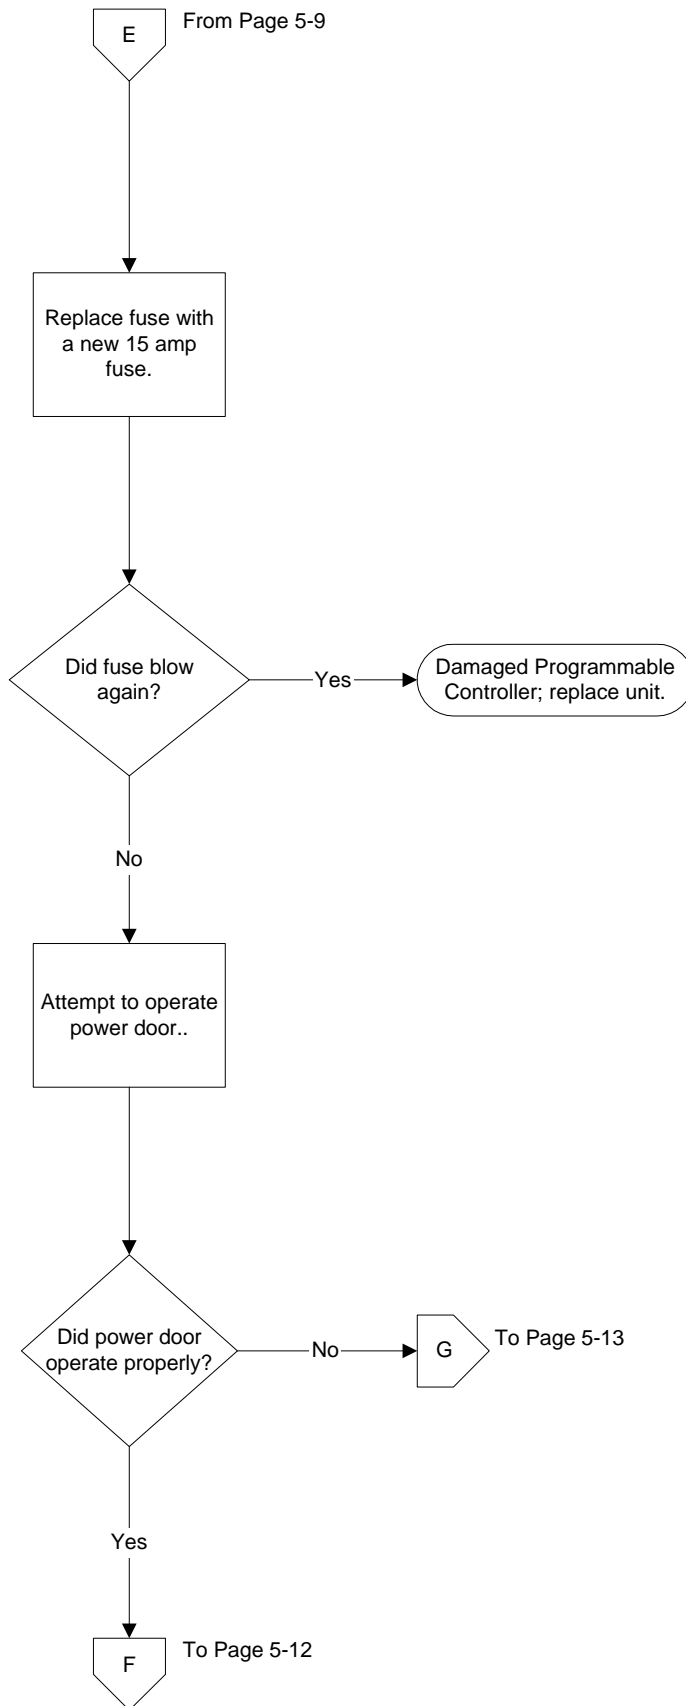 E
From Page 5-9
Replace fuse with
a new 15 amp
fuse.
Did fuse blow
again?
Yes
Damaged Programmable
Controller; replace unit.
No
Attempt to operate
power door..
Did power door
operate properly?
No
G
To Page 5-13
Yes
F
To Page 5-12